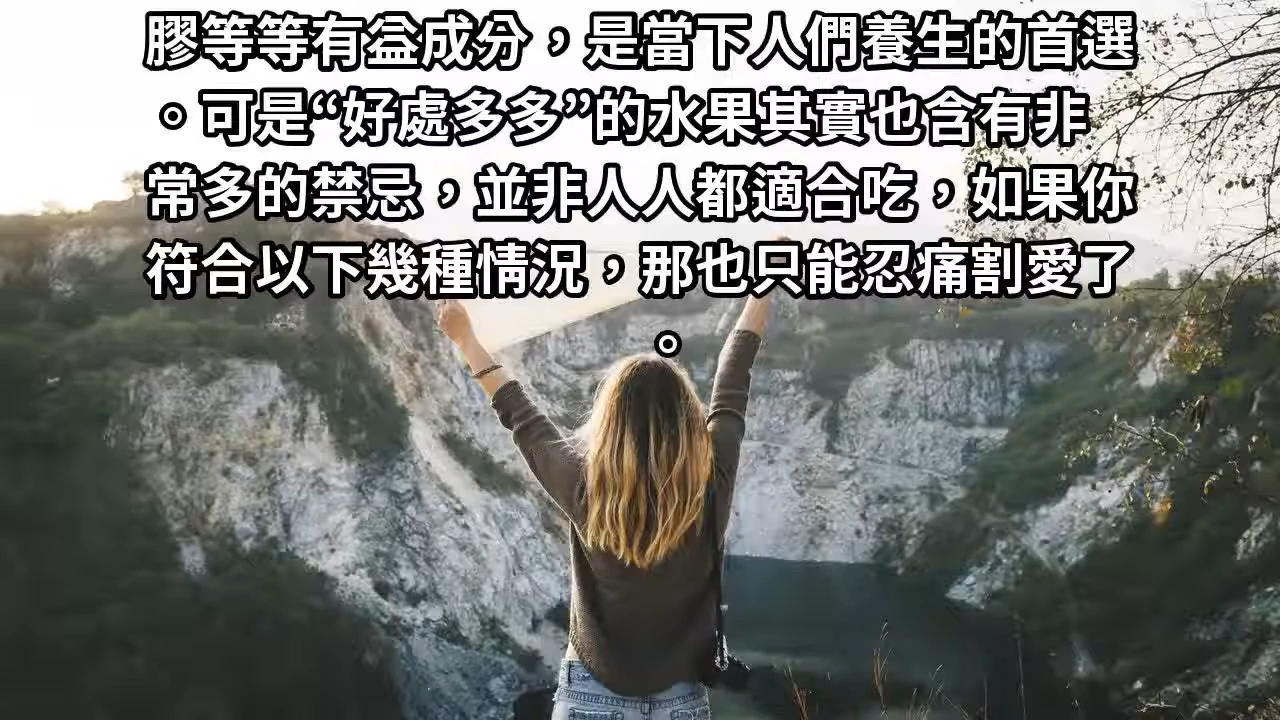 膠等等有益成分，是當下人們養生的首選
。可是“好處多多”的水果其實也含有非
常多的禁忌，並非人人都適合吃，如果你
符合以下幾種情況，那也只能忍痛割愛了
。